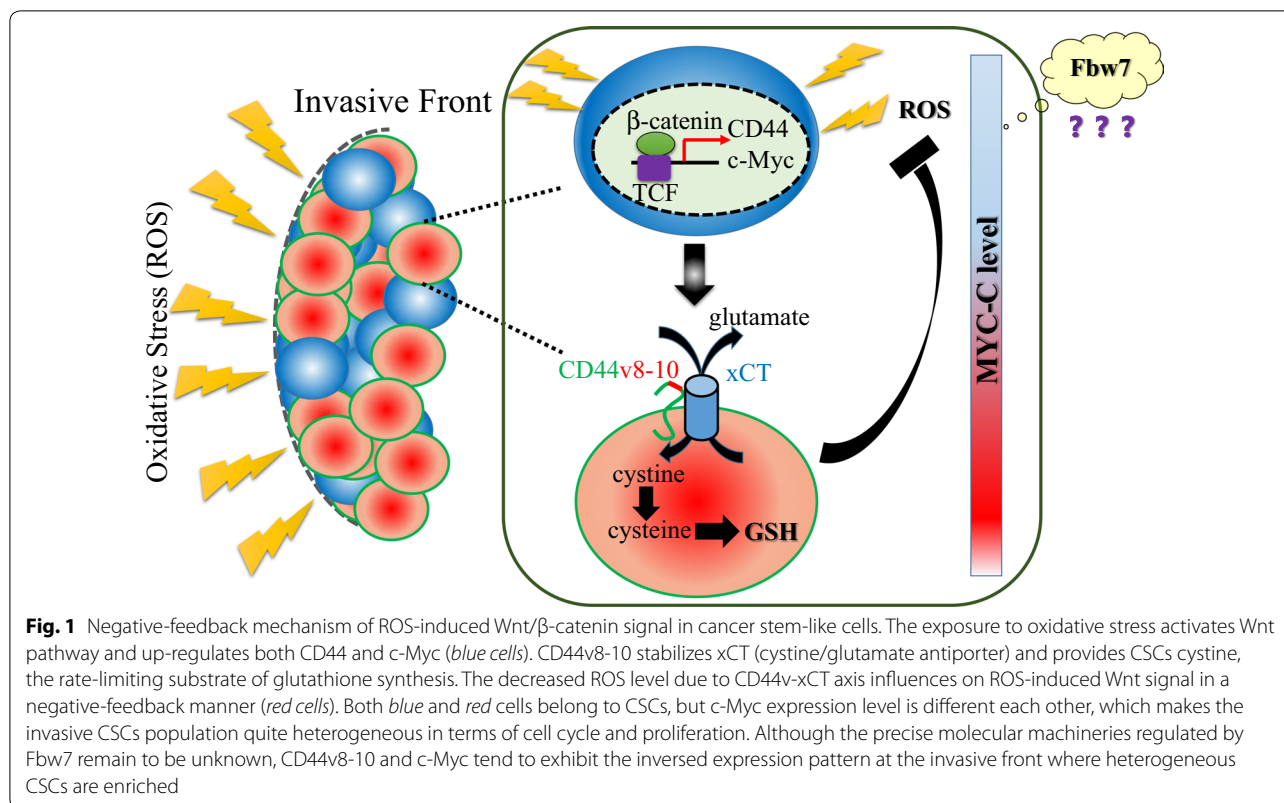 Invasive Front
Oxidative Stress (ROS)
β-catenin
CD44
c-Myc
TCF
ROS
Fbw7
? ? ?
MYC-C level
glutamate
CD44v8-10
xCT
cystine
cysteine
GSH
Fig. 1 Negative-feedback mechanism of ROS-induced Wnt/β-catenin signal in cancer stem-like cells. The exposure to oxidative stress activates Wnt
pathway and up-regulates both CD44 and c-Myc (blue cells). CD44v8-10 stabilizes xCT (cystine/glutamate antiporter) and provides CSCs cystine,
the rate-limiting substrate of glutathione synthesis. The decreased ROS level due to CD44v-xCT axis influences on ROS-induced Wnt signal in a
negative-feedback manner (red cells). Both blue and red cells belong to CSCs, but c-Myc expression level is different each other, which makes the
invasive CSCs population quite heterogeneous in terms of cell cycle and proliferation. Although the precise molecular machineries regulated by
Fbw7 remain to be unknown, CD44v8-10 and c-Myc tend to exhibit the inversed expression pattern at the invasive front where heterogeneous
CSCs are enriched